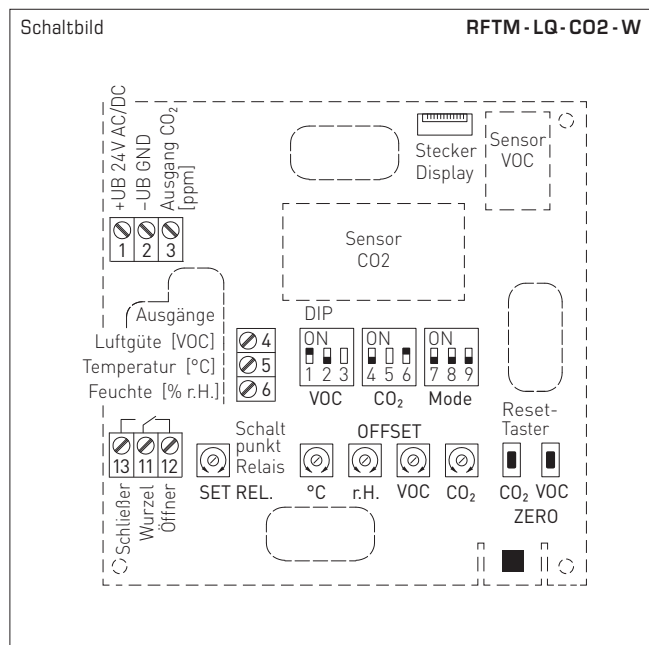 Schaltbild
RFTM-LQ-CO2-W
+UB 24V AC/DC
–UB GND
Ausgang CO₂
[ppm]
1 2 3
Stecker
Display
Sensor
VOC
Sensor
CO2
Ausgänge
Luftgüte [VOC]
Temperatur [°C]
Feuchte [% r.H.]
4
5
6
DIP
ON
1 2 3
VOC
ON
4 5 6
CO₂
ON
7 8 9
Mode
13 11 12
Schließer
Wurzel
Öffner
Schalt
punkt
Relais
SET REL.
OFFSET
°C
r.H.
VOC
CO₂
Reset-
Taster
CO₂ VOC
ZERO